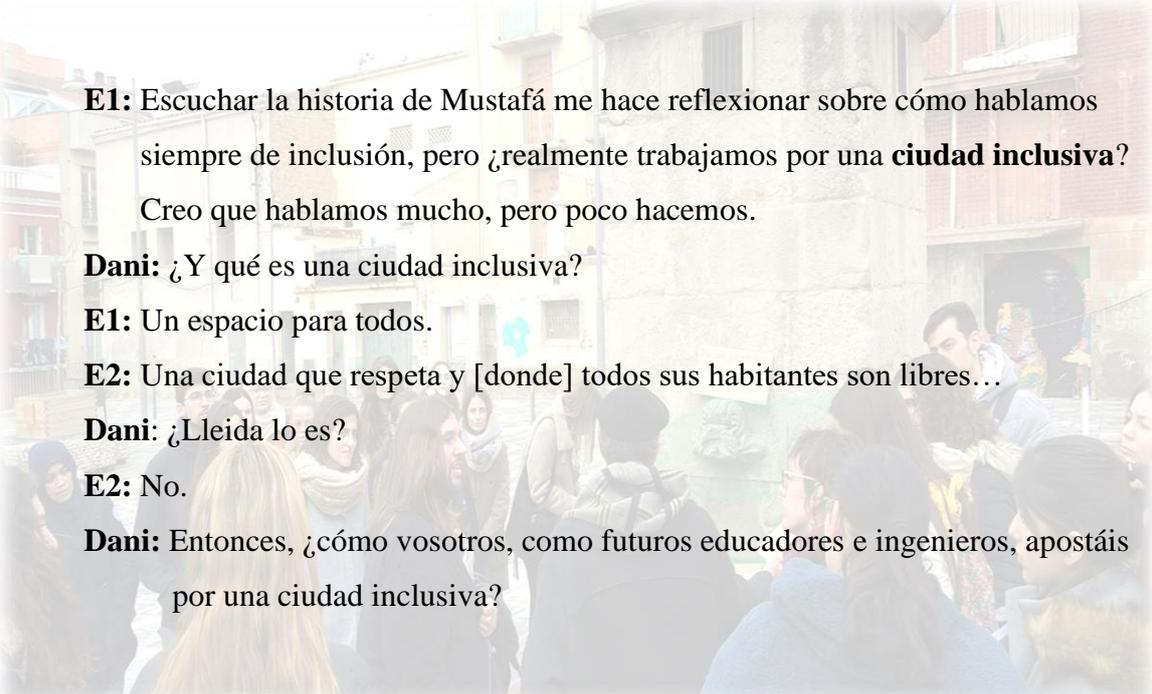 E1: Escuchar la historia de Mustafá me hace reflexionar sobre cómo hablamos
siempre de inclusión, pero ¿realmente trabajamos por una ciudad inclusiva?
Creo que hablamos mucho, pero poco hacemos.
Dani: ¿Y qué es una ciudad inclusiva?
E1: Un espacio para todos.
E2: Una ciudad que respeta y [donde] todos sus habitantes son libres…
Dani: ¿Lleida lo es?
E2: No.
Dani: Entonces, ¿cómo vosotros, como futuros educadores e ingenieros, apostáis
por una ciudad inclusiva?